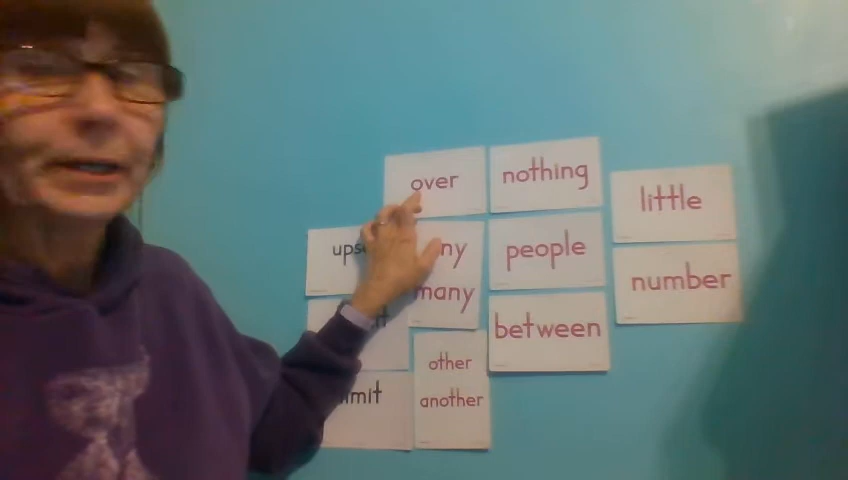 over
nothing
little
many
people
number
between
other
another